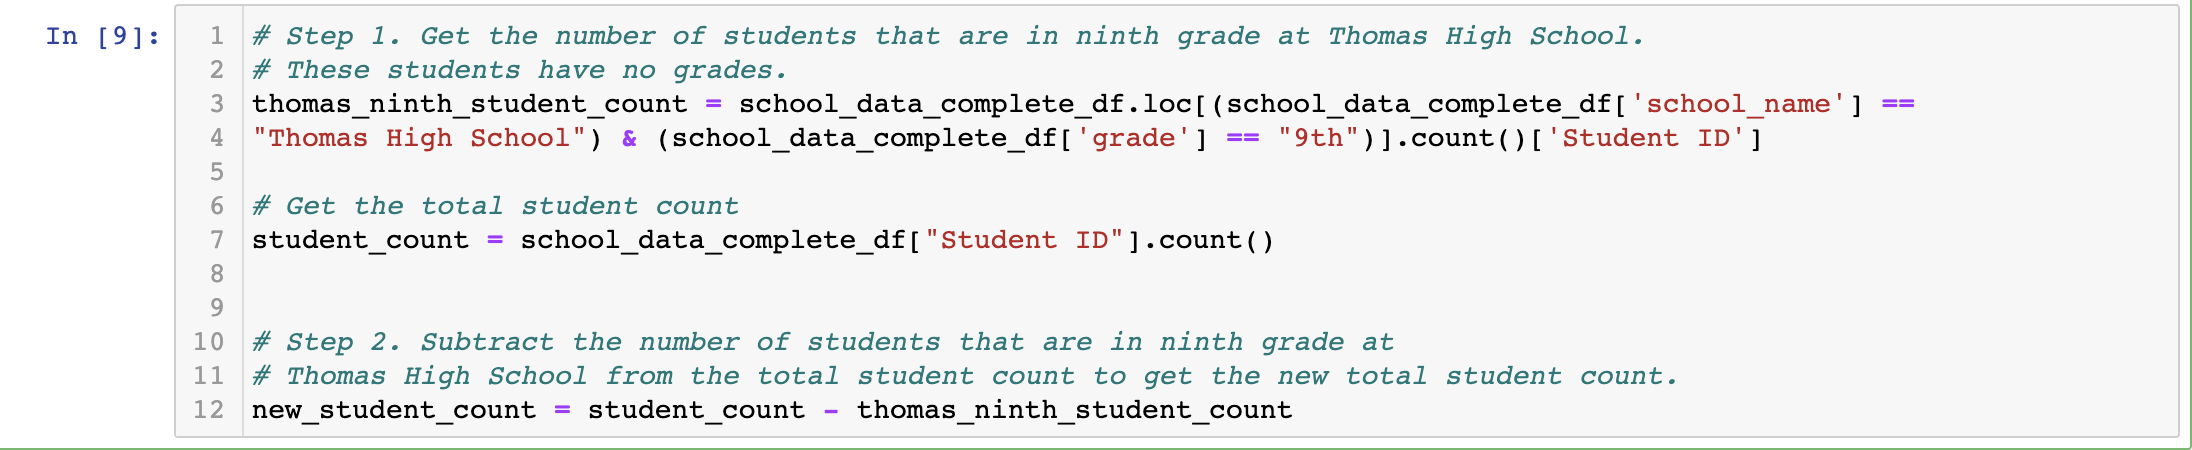 In [9]:
1 # Step 1. Get the number of students that are in ninth grade at Thomas High School.
2 # These students have no grades.
3 thomas_ninth_student_count = school_data_complete_df.loc[(school_data_complete_df['school_name'] ==
4 "Thomas High School") & (school_data_complete_df['grade'] == "9th")].count()['Student ID']
5
6 # Get the total student count
7 student_count = school_data_complete_df["Student ID"].count()
8
9
10 # Step 2. Subtract the number of students that are in ninth grade at
11 # Thomas High School from the total student count to get the new total student count.
12 new_student_count = student_count - thomas_ninth_student_count